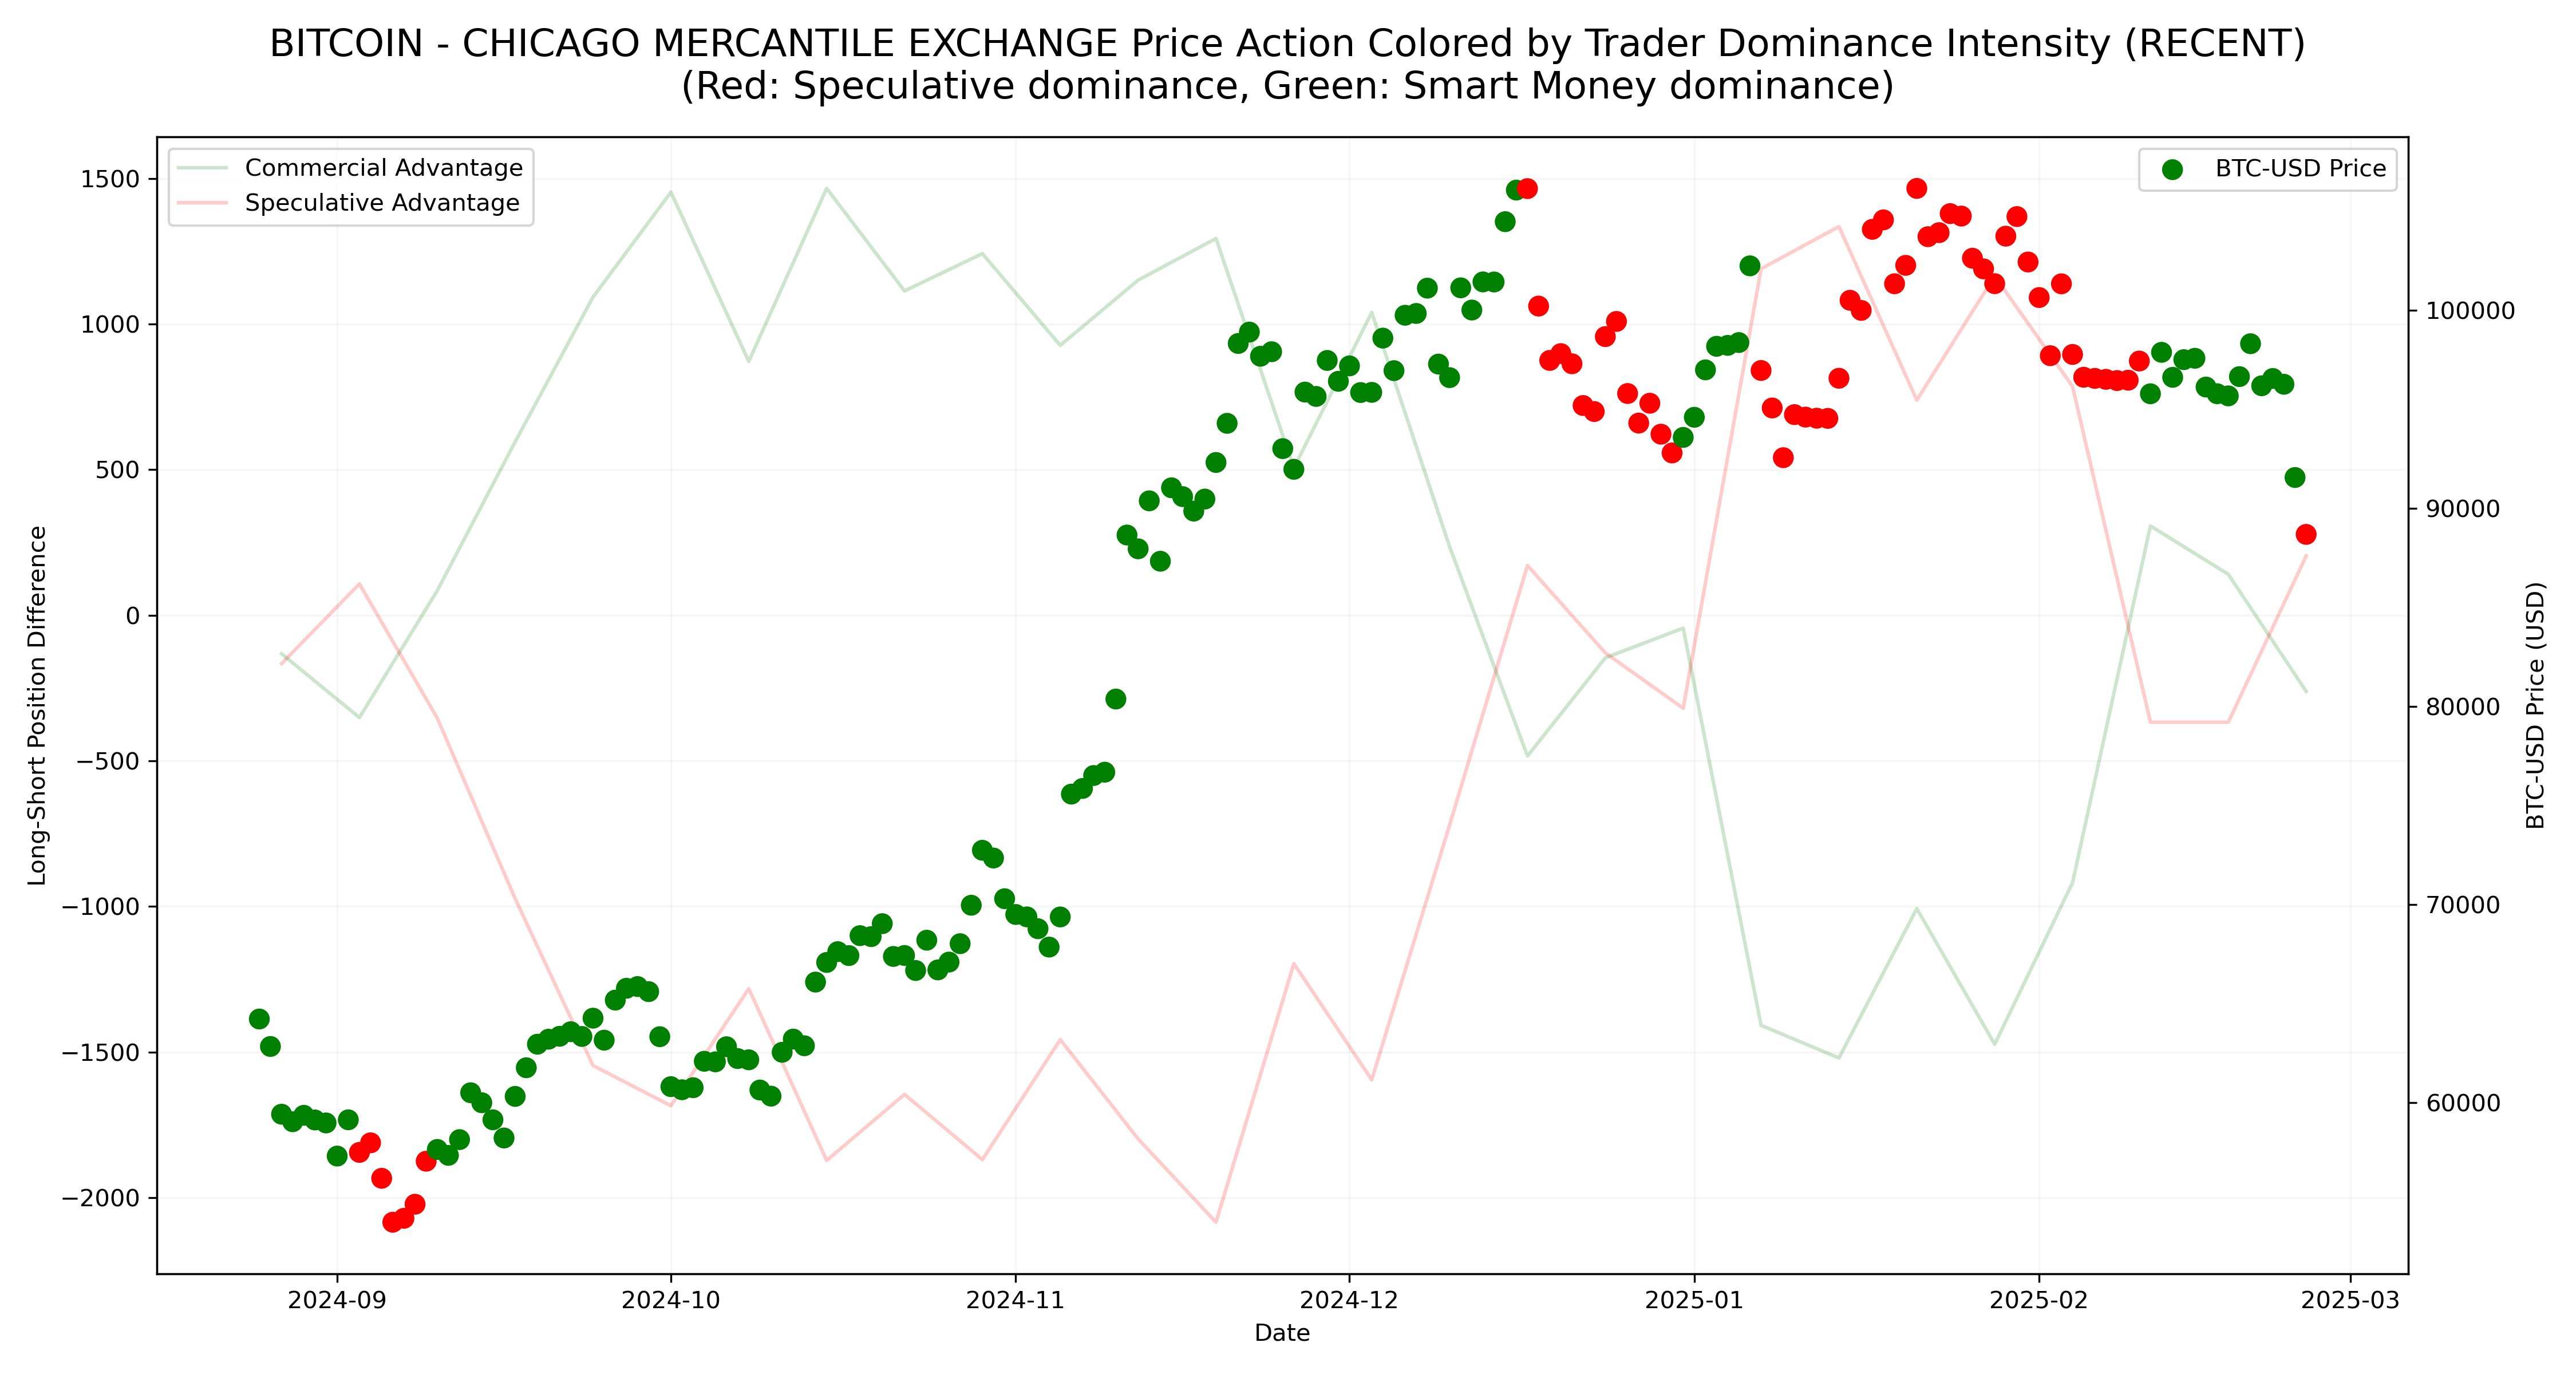 BITCOIN - CHICAGO MERCANTILE EXCHANGE Price Action Colored by Trader Dominance Intensity (RECENT)
(Red: Speculative dominance, Green: Smart Money dominance)
Commercial Advantage
Speculative Advantage
BTC-USD Price
Long-Short Position Difference
1500
1000
500
0
−500
−1000
−1500
−2000
100000
90000
80000
70000
60000
BTC-USD Price (USD)
2024-09
2024-10
2024-11
2024-12
2025-01
2025-02
2025-03
Date